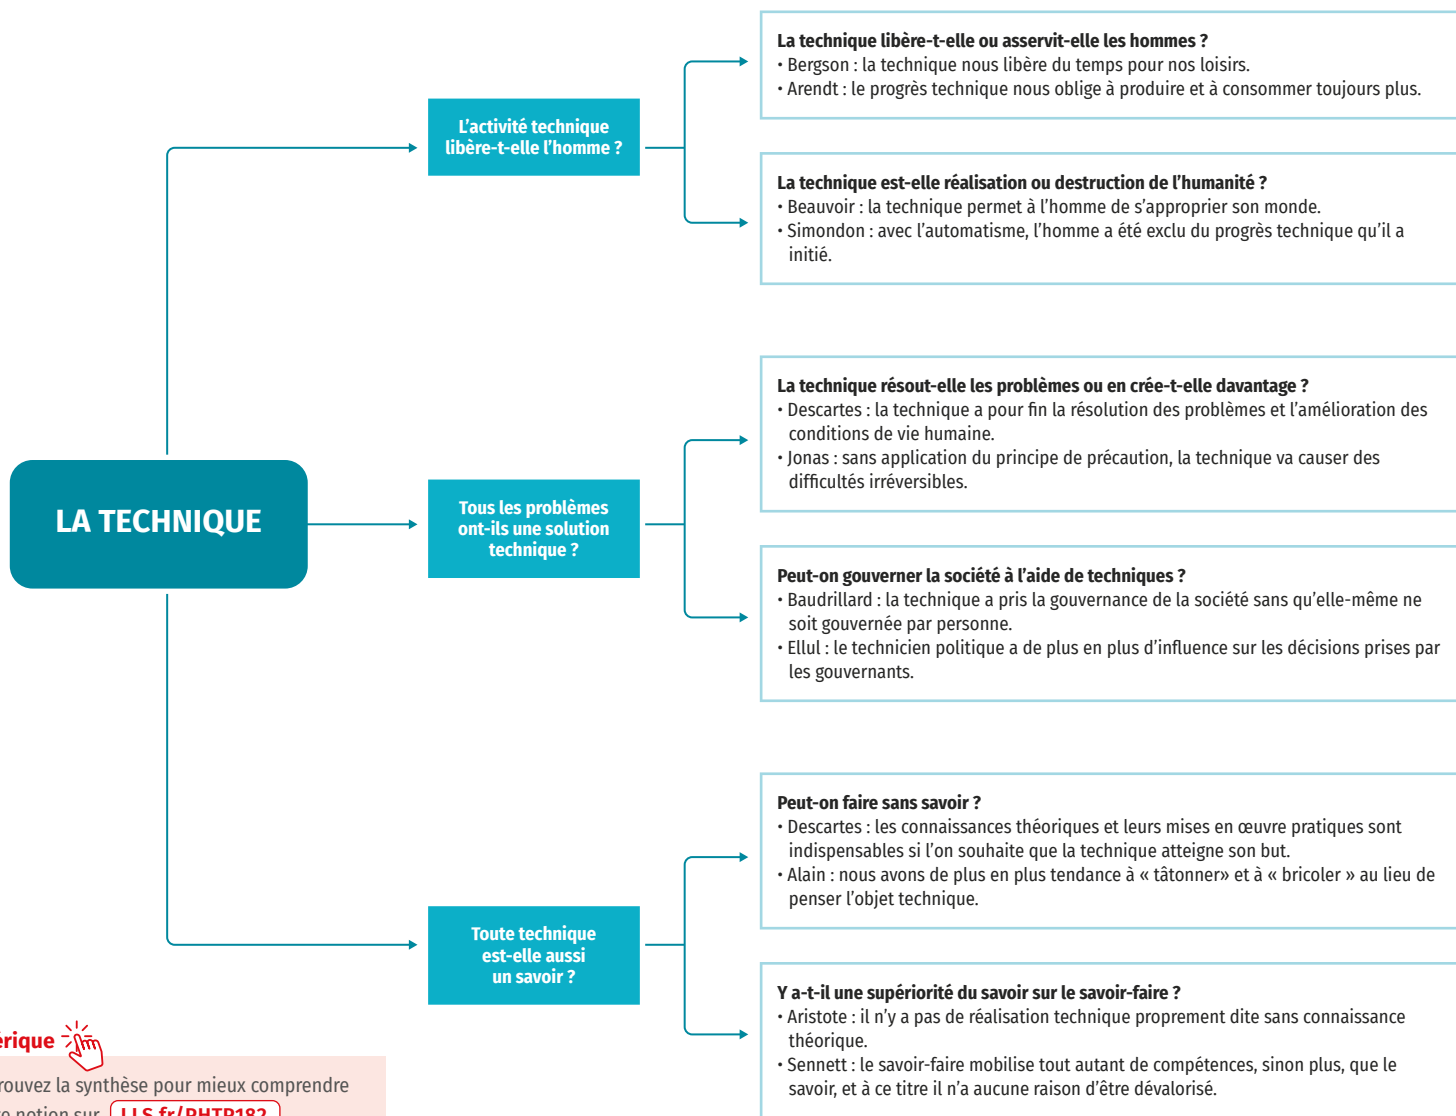 La technique libère-t-elle ou asservit-elle les hommes ?
• Bergson : la technique nous libère du temps pour nos loisirs.
• Arendt : le progrès technique nous oblige à produire et à consommer toujours plus.
L’activité technique
libère-t-elle l’homme ?
La technique est-elle réalisation ou destruction de l’humanité ?
• Beauvoir : la technique permet à l’homme de s’approprier son monde.
• Simondon : avec l’automatisme, l’homme a été exclu du progrès technique qu’il a
initié.
La technique résout-elle les problèmes ou en crée-t-elle davantage ?
• Descartes : la technique a pour fin la résolution des problèmes et l’amélioration des
conditions de vie humaine.
• Jonas : sans application du principe de précaution, la technique va causer des
difficultés irréversibles.
LA TECHNIQUE
Tous les problèmes
ont-ils une solution
technique ?
Peut-on gouverner la société à l’aide de techniques ?
• Baudrillard : la technique a pris la gouvernance de la société sans qu’elle-même ne
soit gouvernée par personne.
• Ellul : le technicien politique a de plus en plus d’influence sur les décisions prises par
les gouvernants.
Peut-on faire sans savoir ?
• Descartes : les connaissances théoriques et leurs mises en œuvre pratiques sont
indispensables si l’on souhaite que la technique atteigne son but.
• Alain : nous avons de plus en plus tendance à « tâtonner» et à « bricoler » au lieu de
penser l’objet technique.
Toute technique
est-elle aussi
un savoir ?
Y a-t-il une supériorité du savoir sur le savoir-faire ?
• Aristote : il n’y a pas de réalisation technique proprement dite sans connaissance
théorique.
• Sennett : le savoir-faire mobilise tout autant de compétences, sinon plus, que le
savoir, et à ce titre il n’a aucune raison d’être dévalorisé.
érique
rouvez la synthèse pour mieux comprendre
e notion sur LLS.fr/PHTP182